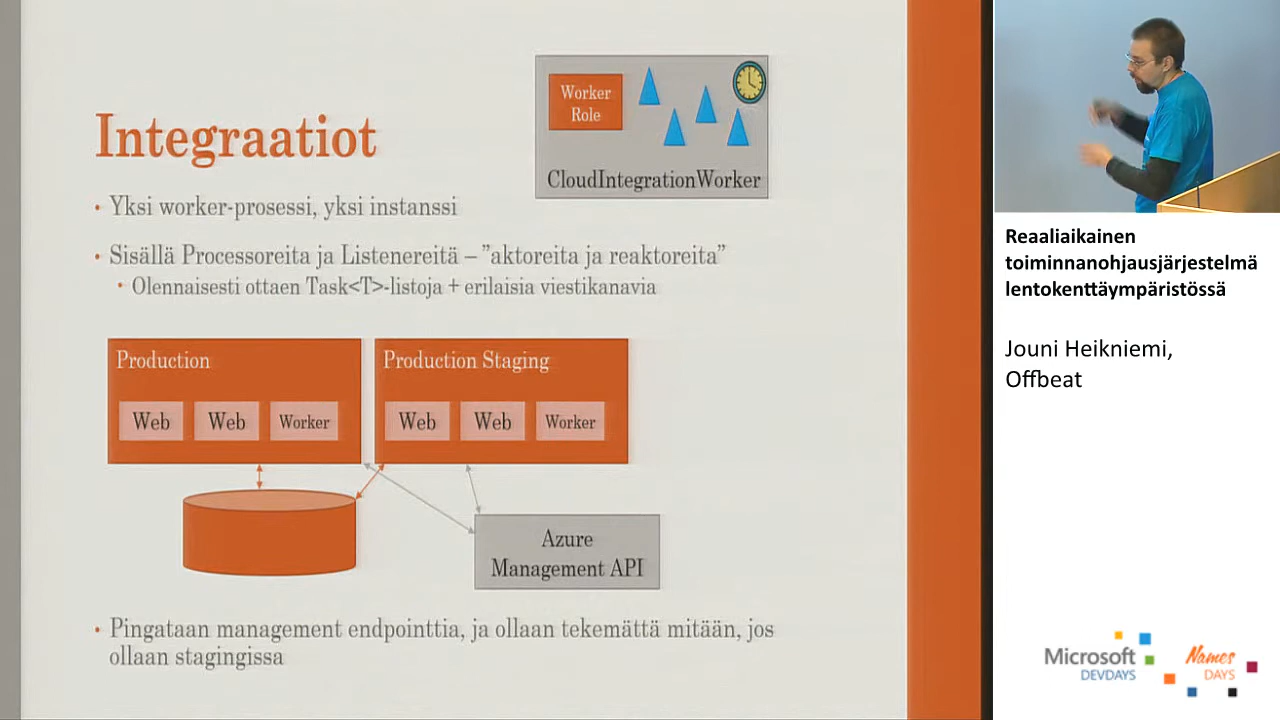 Integraatiot
Worker
Role
CloudIntegrationWorker
• Yksi worker-prosessi, yksi instanssi
• Sisällä Processoreita ja Listenereitä – ”aktoreita ja reaktoreita”
• Olennaisesti ottaen Task<T>-listoja + erilaisia viestikanavia
Production
Web Web Worker
Production Staging
Web Web Worker
Azure
Management API
• Pingataan management endpointtia, ja ollaan tekemättä mitään, jos
ollaan stagingissa
Reaaliaikainen
toiminnanohjausjärjestelmä
lentokenttäympäristössä
Jouni Heikniemi,
Offbeat
Microsoft
DEVDAYS
Names
DAYS